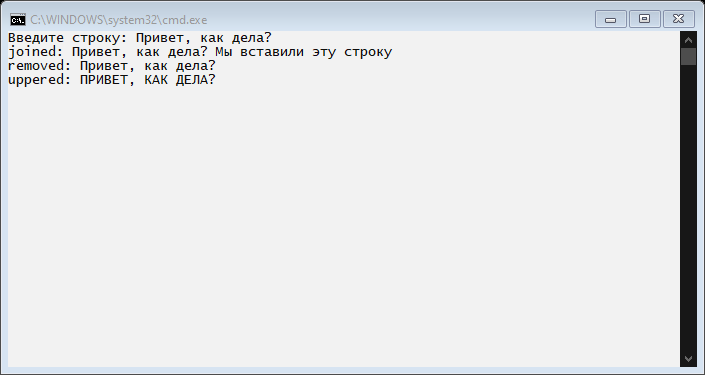 C:\WINDOWS\system32\cmd.exe
Введите строку: Привет, как дела?
joined: Привет, как дела? Мы вставили эту строку
removed: Привет, как дела?
uppered: ПРИВЕТ, КАК ДЕЛА?